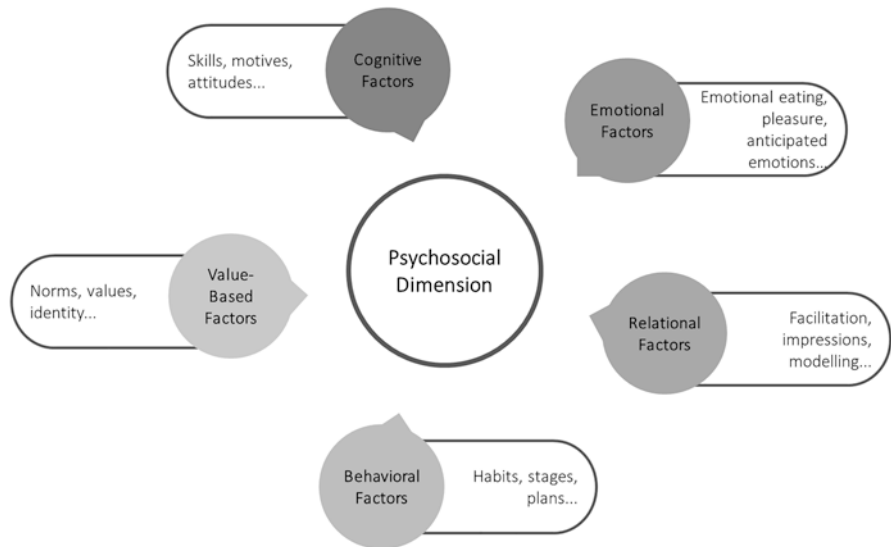 Skills, motives,
attitudes...
Cognitive
Factors
Emotional
Factors
Emotional eating,
pleasure,
anticipated
emotions...
Psychosocial
Dimension
Norms, values,
identity...
Value-
Based
Factors
Relational
Factors
Facilitation,
impressions,
modelling...
Behavioral
Factors
Habits, stages,
plans...